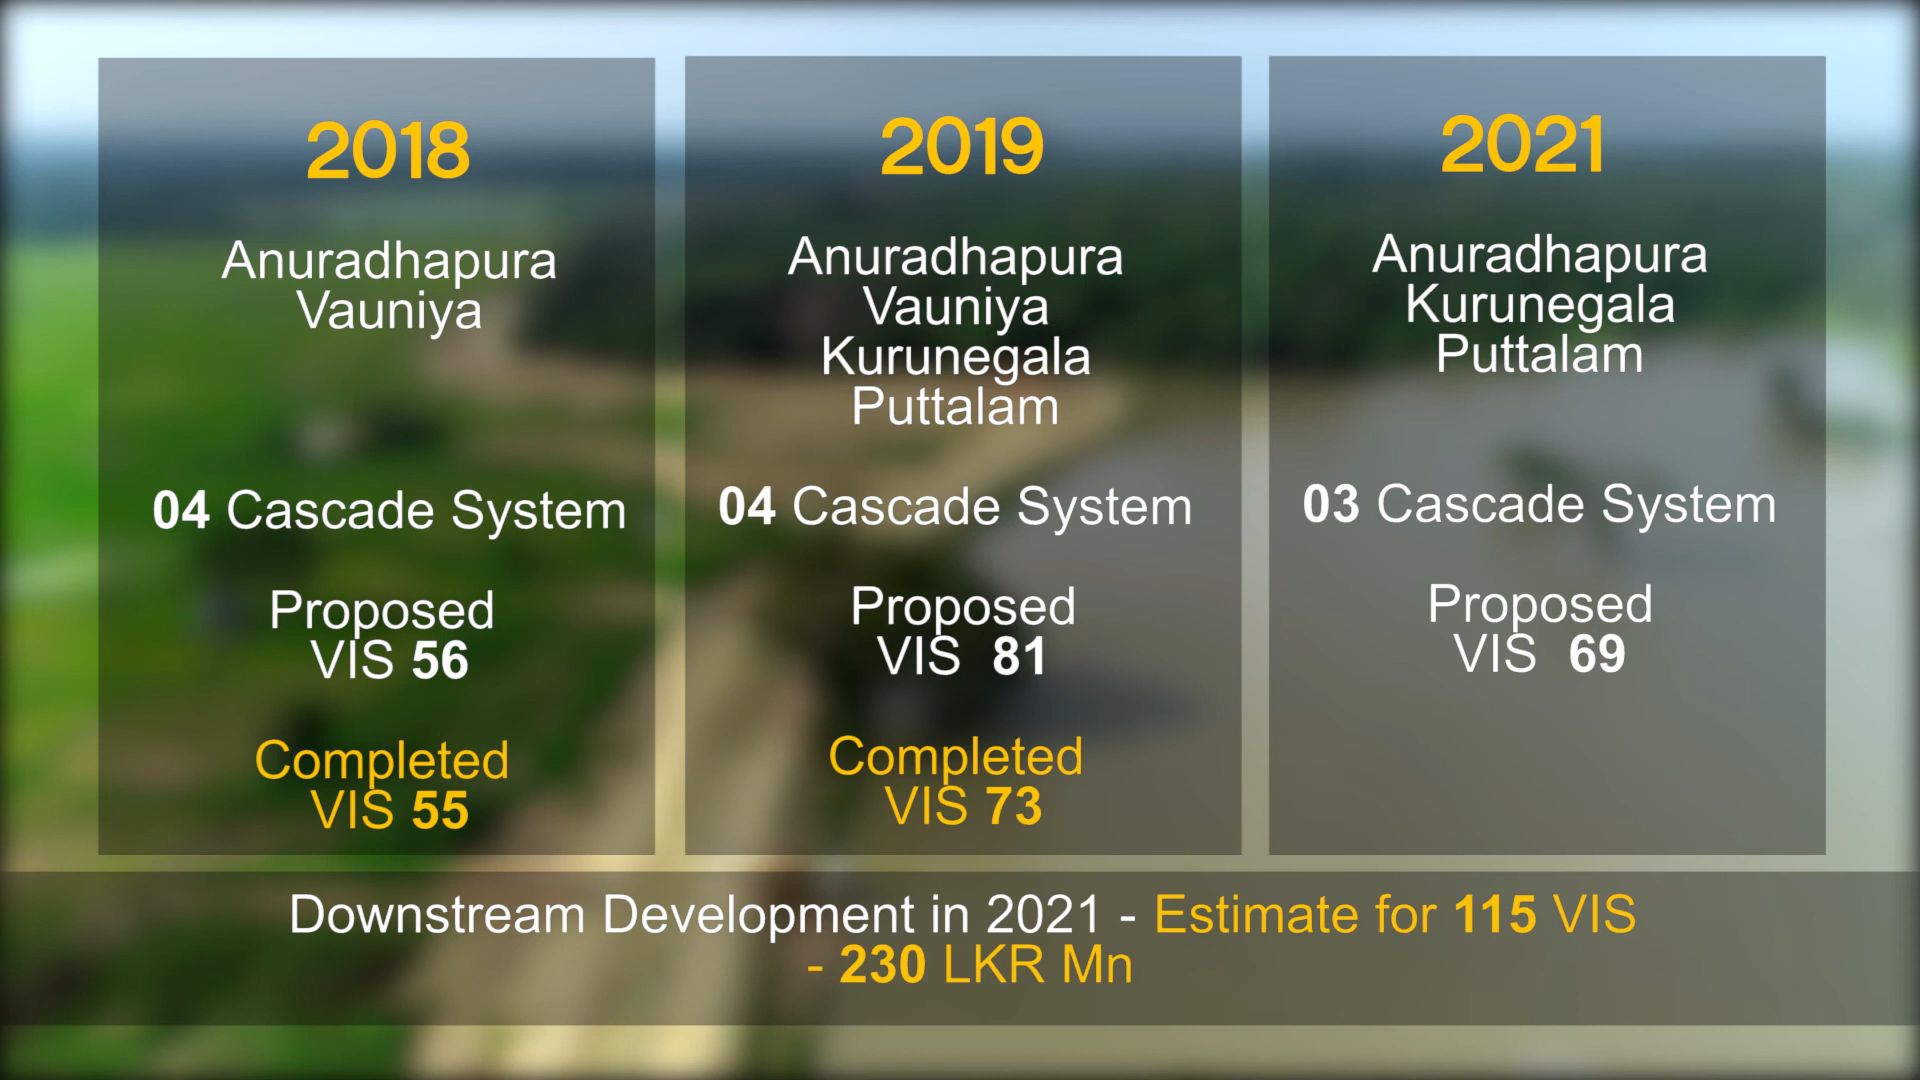 2018
Anuradhapura
Vauniya
04 Cascade System
Proposed
VIS 56
Completed
VIS 55
2019
Anuradhapura
Vauniya
Kurunegala
Puttalam
04 Cascade System
Proposed
VIS 81
Completed
VIS 73
2021
Anuradhapura
Kurunegala
Puttalam
03 Cascade System
Proposed
VIS 69
Downstream Development in 2021 - Estimate for 115 VIS
- 230 LKR Mn